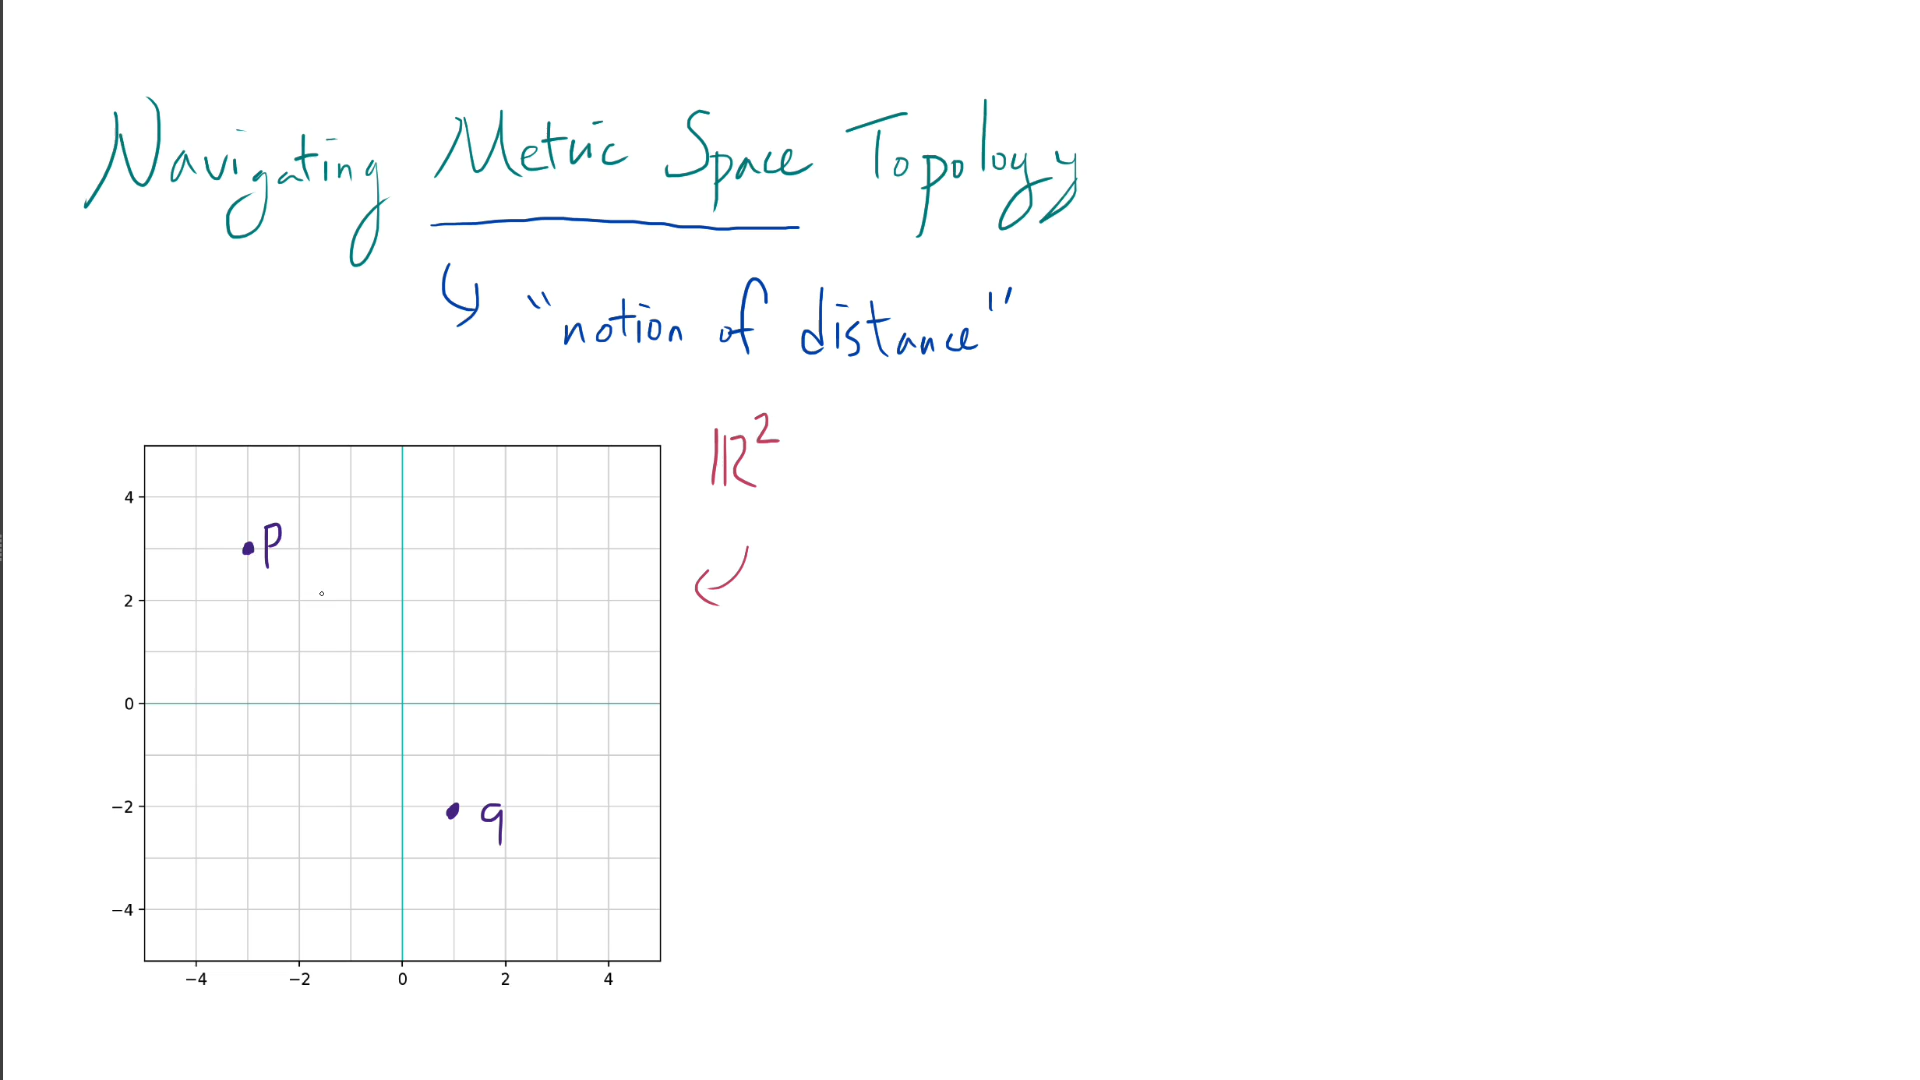 Navigating Metric Space Topology
"notion of distance"
ℝ²
4
p
2
0
−2
q
−4
−4 −2 0 2 4